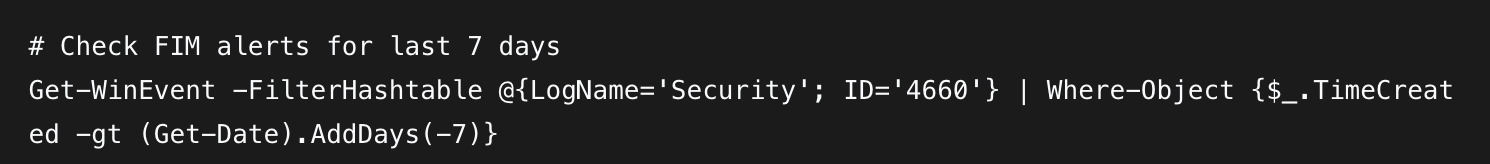 # Check FIM alerts for last 7 days
Get-WinEvent -FilterHashtable @{LogName='Security'; ID='4660'} | Where-Object {$_.TimeCreat
ed -gt (Get-Date).AddDays(-7)}